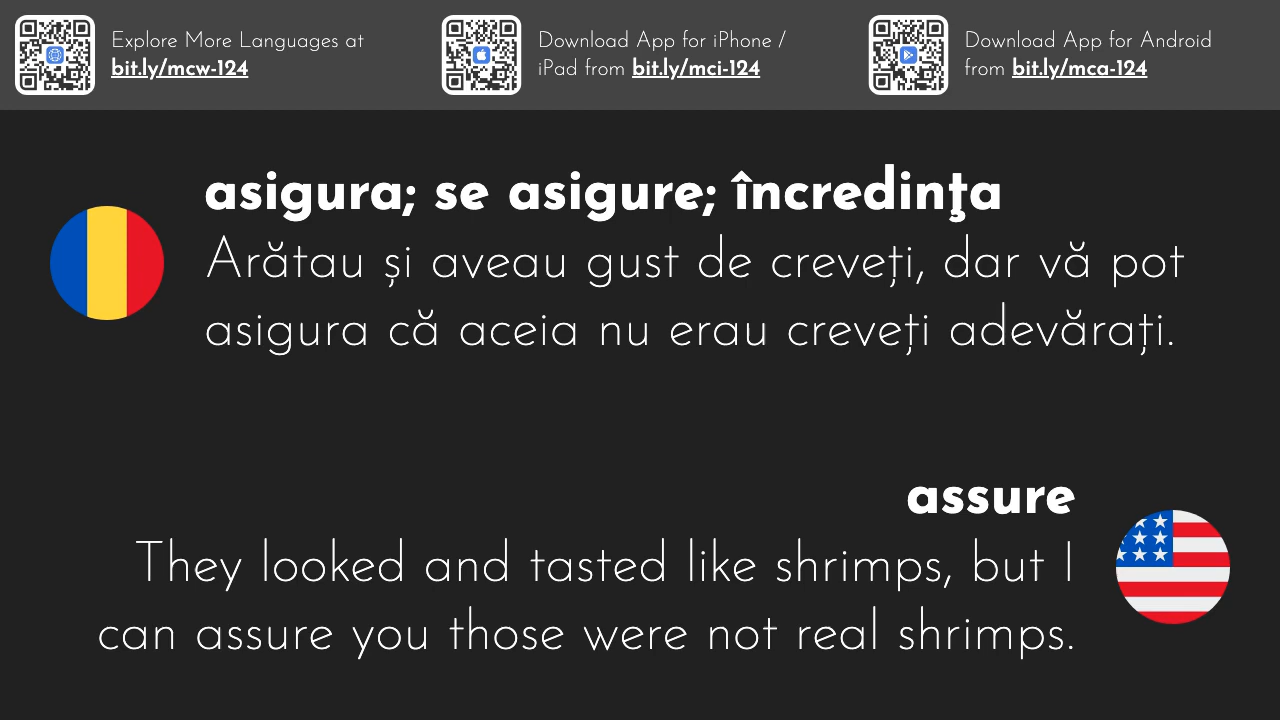 Explore More Languages at
bit.ly/mcw-124
Download App for iPhone /
iPad from bit.ly/mci-124
Download App for Android
from bit.ly/mca-124
asigura; se asigure; încredinţa
Arătau și aveau gust de creveți, dar vă pot
asigura că aceia nu erau creveți adevărați.
assure
They looked and tasted like shrimps, but I
can assure you those were not real shrimps.